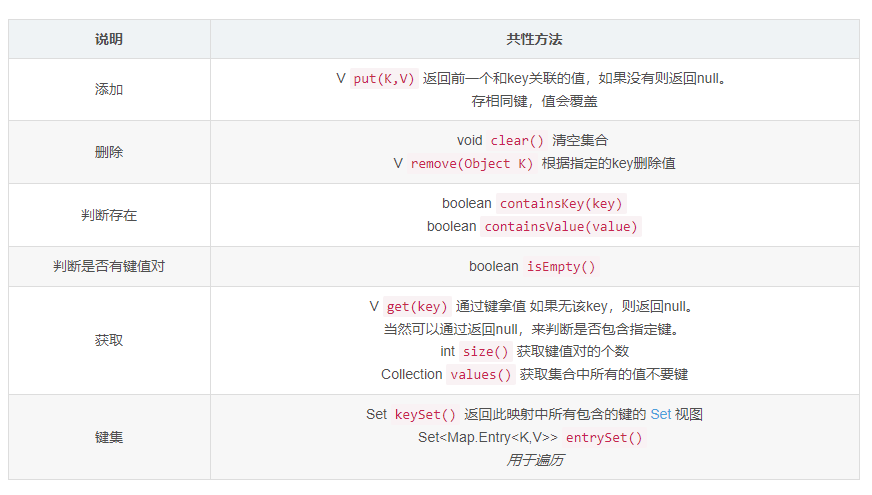 说明 共性方法
添加
V put(K,V) 返回前一个和key关联的值，如果没有则返回null。
存相同键，值会覆盖
删除
void clear() 清空集合
V remove(Object K) 根据指定的key删除值
判断存在
boolean containsKey(key)
boolean containsValue(value)
判断是否有键值对 boolean isEmpty()
获取
V get(key) 通过键拿值 如果无该key，则返回null。
当然可以通过返回null，来判断是否包含指定键。
int size() 获取键值对的个数
Collection values() 获取集合中所有的值不要键
键集
Set keySet() 返回此映射中所有包含的键的 Set 视图
Set<Map.Entry<K,V>> entrySet()
用于遍历